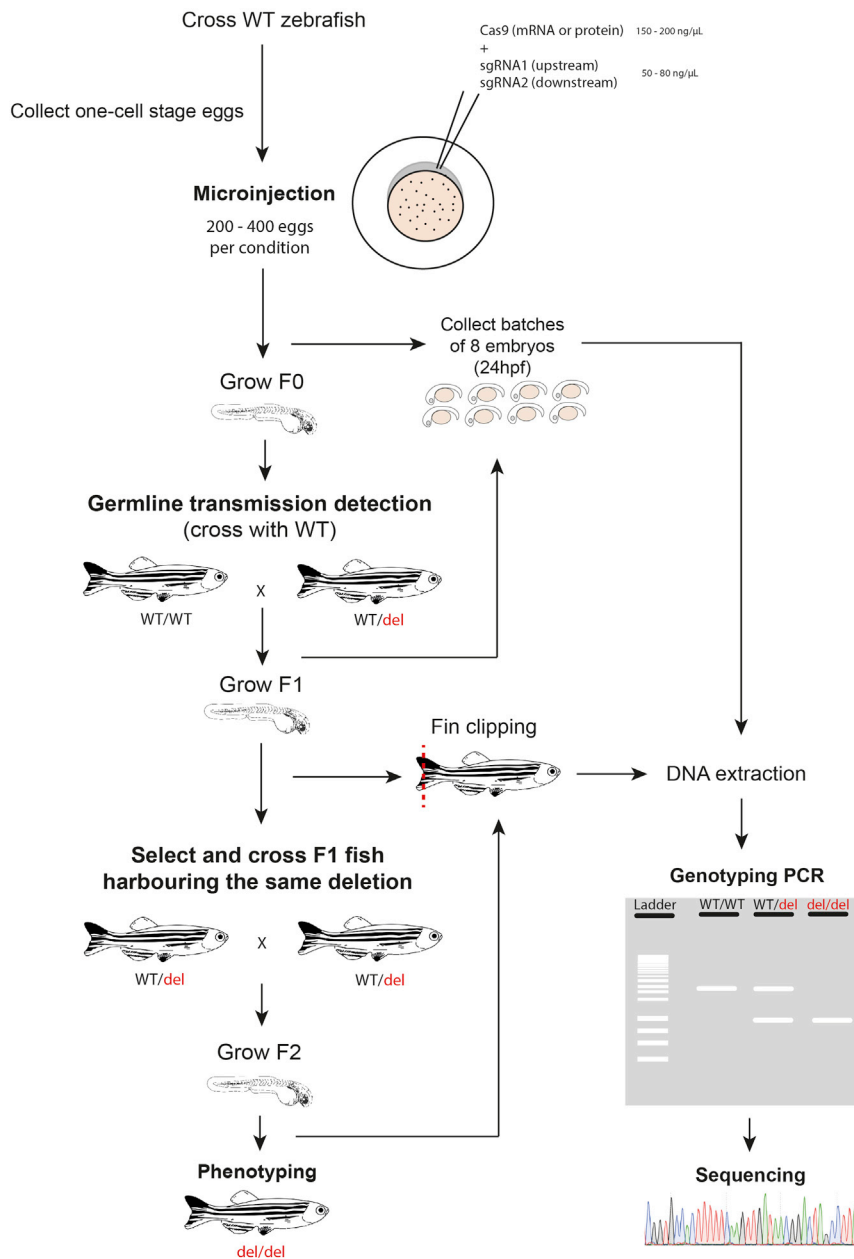 Cross WT zebrafish
Cas9 (mRNA or protein) 150 - 200 ng/µL
+
sgRNA1 (upstream)
sgRNA2 (downstream) 50 - 80 ng/µL
Collect one-cell stage eggs
Microinjection
200 - 400 eggs
per condition
Collect batches
of 8 embryos
(24hpf)
Grow F0
Germline transmission detection
(cross with WT)
X
WT/WT WT/del
Grow F1
Fin clipping
DNA extraction
Select and cross F1 fish
harbouring the same deletion
Genotyping PCR
Ladder WT/WT WT/del del/del
X
WT/del WT/del
Grow F2
Phenotyping
del/del
Sequencing